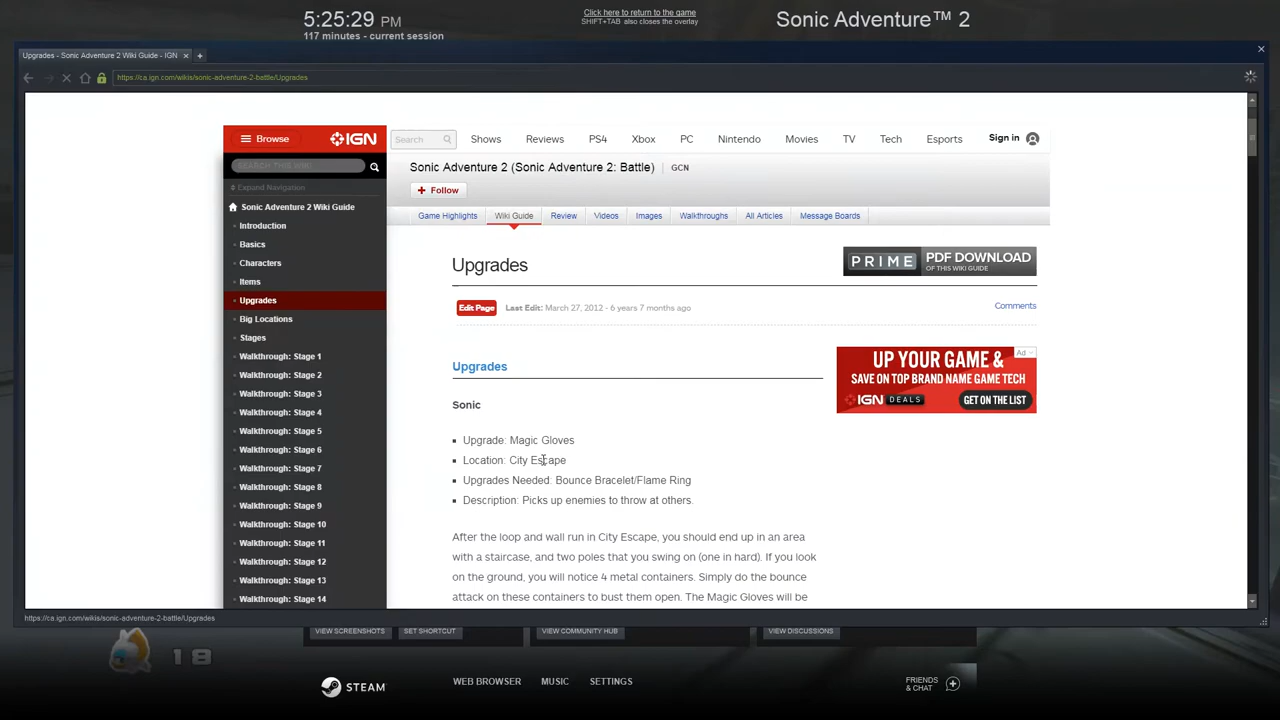 5:25:29 PM
117 minutes - current session
Click here to return to the game
SHIFT+TAB also closes the overlay
Sonic Adventure™ 2
Upgrades - Sonic Adventure 2 Wiki Guide - IGN
https://ca.ign.com/wikis/sonic-adventure-2-battle/Upgrades
Browse
IGN
Search
Shows
Reviews
PS4
Xbox
PC
Nintendo
Movies
TV
Tech
Esports
Sign in
SEARCH THIS WIKI
Expand Navigation
Sonic Adventure 2 Wiki Guide
Introduction
Basics
Characters
Items
Upgrades
Big Locations
Stages
Walkthrough: Stage 1
Walkthrough: Stage 2
Walkthrough: Stage 3
Walkthrough: Stage 4
Walkthrough: Stage 5
Walkthrough: Stage 6
Walkthrough: Stage 7
Walkthrough: Stage 8
Walkthrough: Stage 9
Walkthrough: Stage 10
Walkthrough: Stage 11
Walkthrough: Stage 12
Walkthrough: Stage 13
Walkthrough: Stage 14
Sonic Adventure 2 (Sonic Adventure 2: Battle)
GCN
Follow
Game Highlights
Wiki Guide
Review
Videos
Images
Walkthroughs
All Articles
Message Boards
Upgrades
PRIME
PDF DOWNLOAD
OF THIS WIKI GUIDE
Edit Page
Last Edit: March 27, 2012 - 6 years 7 months ago
Comments
Upgrades
Sonic
Upgrade: Magic Gloves
Location: City Escape
Upgrades Needed: Bounce Bracelet/Flame Ring
Description: Picks up enemies to throw at others.
After the loop and wall run in City Escape, you should end up in an area
with a staircase, and two poles that you swing on (one in hard). If you look
on the ground, you will notice 4 metal containers. Simply do the bounce
attack on these containers to bust them open. The Magic Gloves will be
Ad
UP YOUR GAME &
SAVE ON TOP BRAND NAME GAME TECH
IGN DEALS
GET ON THE LIST
https://ca.ign.com/wikis/sonic-adventure-2-battle/Upgrades
VIEW SCREENSHOTS
SET SHORTCUT
VIEW COMMUNITY HUB
VIEW DISCUSSIONS
18
STEAM
WEB BROWSER
MUSIC
SETTINGS
FRIENDS
& CHAT